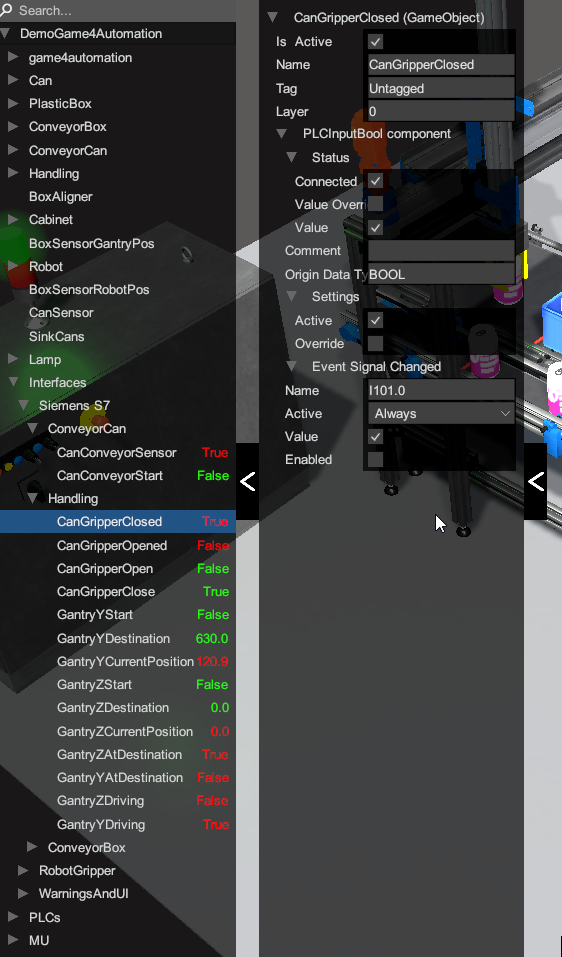 Search...
DemoGame4Automation
game4automation
Can
PlasticBox
ConveyorBox
ConveyorCan
Handling
BoxAligner
Cabinet
BoxSensorGantryPos
Robot
BoxSensorRobotPos
CanSensor
SinkCans
Lamp
Interfaces
Siemens S7
ConveyorCan
CanConveyorSensor True
CanConveyorStart False
Handling
CanGripperClosed True
CanGripperOpened False
CanGripperOpen False
CanGripperClose True
GantryYStart False
GantryYDestination 630.0
GantryYCurrentPosition 120.9
GantryZStart False
GantryZDestination 0.0
GantryZCurrentPosition 0.0
GantryZAtDestination True
GantryYAtDestination False
GantryZDriving False
GantryYDriving True
ConveyorBox
RobotGripper
WarningsAndUI
PLCs
MU
CanGripperClosed (GameObject)
Is Active
Name CanGripperClosed
Tag Untagged
Layer 0
PLCInputBool component
Status
Connected
Value Overri
Value
Comment
Origin Data Ty BOOL
Settings
Active
Override
Event Signal Changed
Name I101.0
Active Always
Value
Enabled